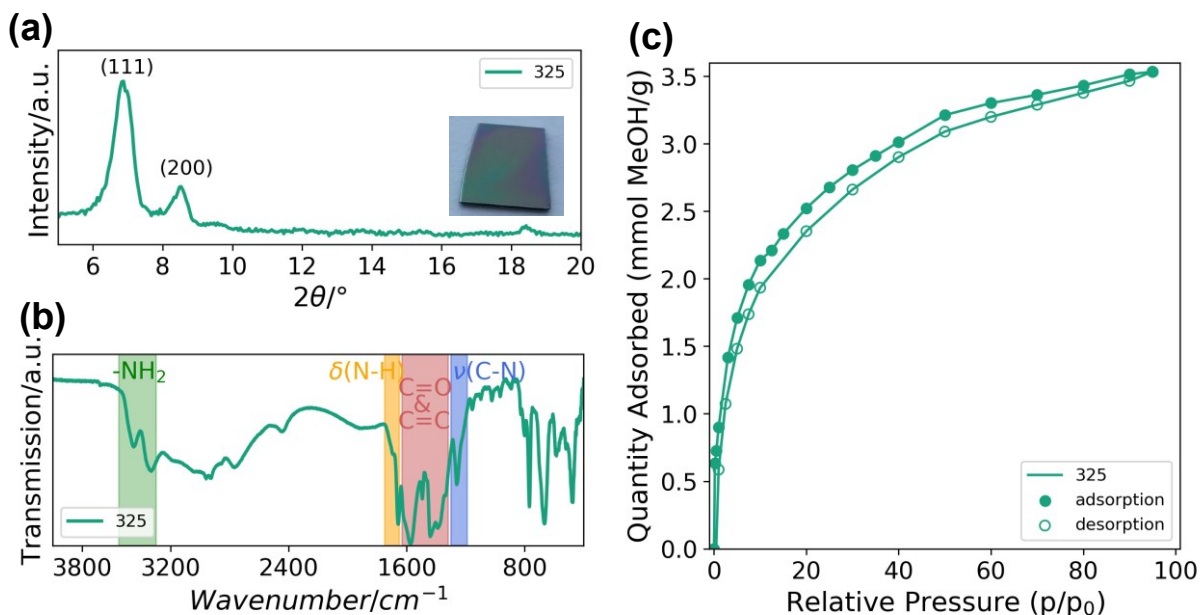 (a)
(111)
(200)
325
Intensity/a.u.
6 8 10 12 14 16 18 20
2θ/°
(b)
-NH₂
δ(N-H)
ν(C-N)
C=O
&
C=C
325
Transmission/a.u.
3800 3200 2400 1600 800
Wavenumber/cm⁻¹
(c)
Quantity Adsorbed (mmol MeOH/g)
3.5
3.0
2.5
2.0
1.5
1.0
0.5
0.0
325
adsorption
desorption
0 20 40 60 80 100
Relative Pressure (p/p₀)